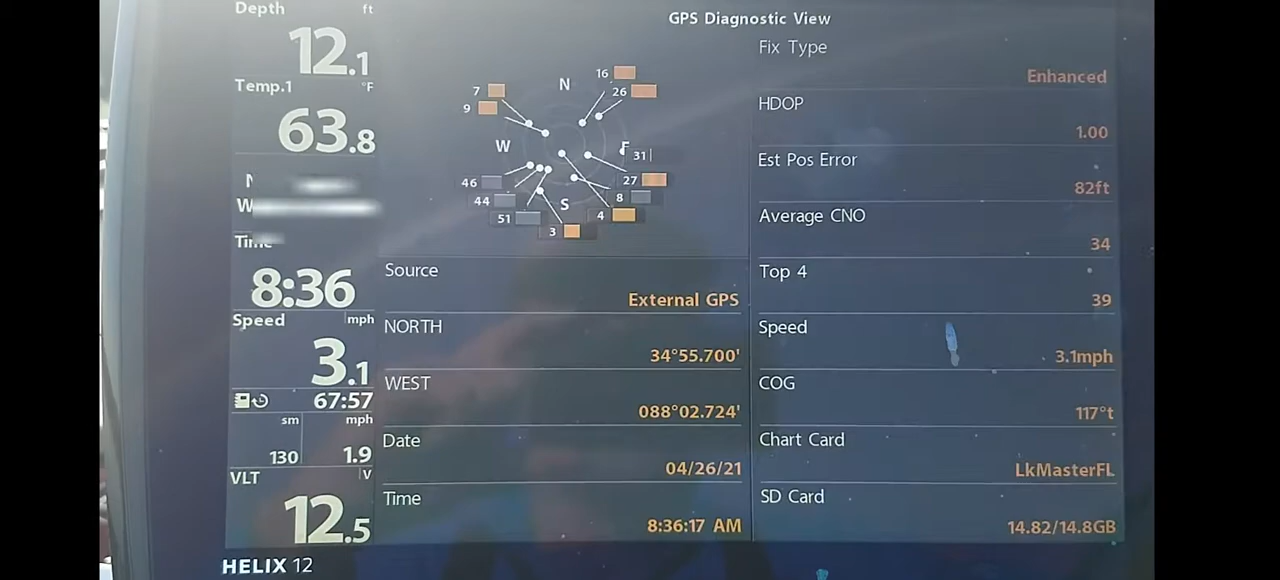 Depth ft
12.1
Temp.1 °F
63.8
Time
8:36
Speed mph
3.1
67:57
sm mph
130 1.9
VLT V
12.5
HELIX 12
GPS Diagnostic View
N
W
S
16
26
7
9
31
27
8
4
46
44
51
3
Source
External GPS
NORTH
34°55.700'
WEST
088°02.724'
Date
04/26/21
Time
8:36:17 AM
Fix Type
Enhanced
HDOP
1.00
Est Pos Error
82ft
Average CNO
34
Top 4
39
Speed
3.1mph
COG
117°t
Chart Card
LkMasterFL
SD Card
14.82/14.8GB